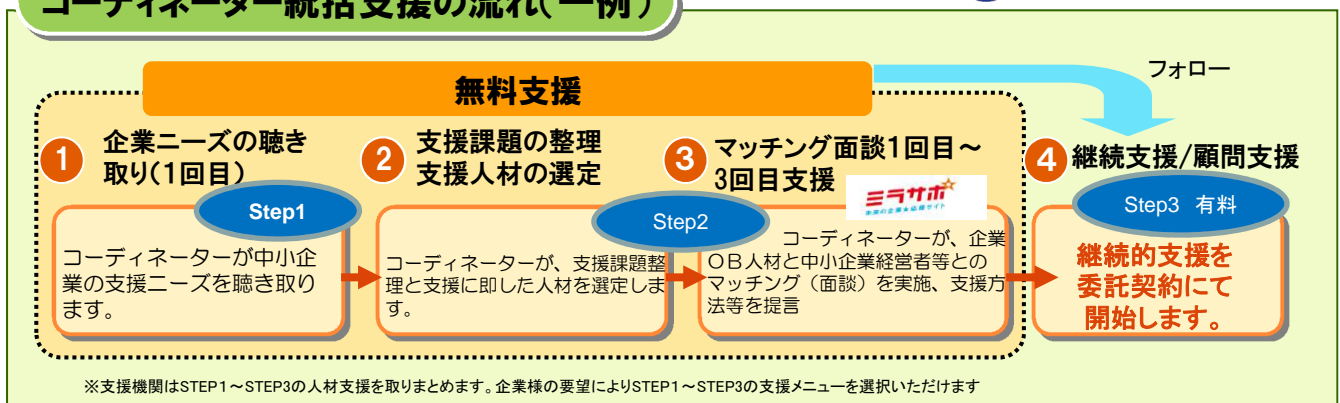 コーディネーター統括支援の流れ(一例)
無料支援
フォロー
1
企業ニーズの聴き
取り(1回目)
2
支援課題の整理
支援人材の選定
3
マッチング面談1回目～
3回目支援
4
継続支援/顧問支援
ミラサポ
未来の企業★応援サイト
Step1
コーディネーターが中小企
業の支援ニーズを聴き取り
ます。
Step2
コーディネーターが、支援課題整
理と支援に即した人材を選定しま
す。
コーディネーターが、企業
ＯＢ人材と中小企業経営者等との
マッチング（面談）を実施、支援方
法等を提言
Step3 有料
継続的支援を
委託契約にて
開始します。
※支援機関はSTEP1～STEP3の人材支援を取りまとめます。企業様の要望によりSTEP1～STEP3の支援メニューを選択いただけます